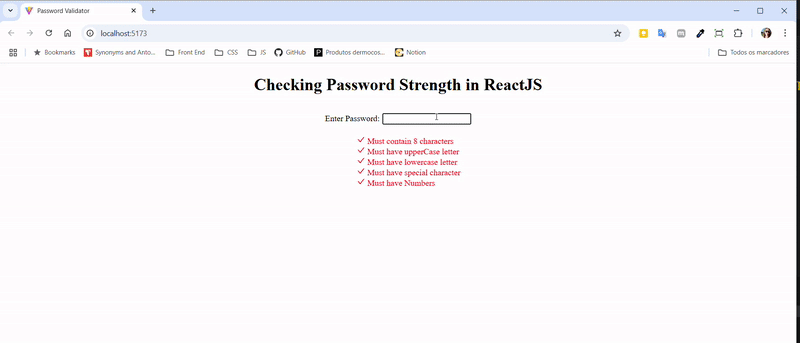 Password Validator
localhost:5173
Bookmarks Synonyms and Anto... Front End CSS JS GitHub Produtos dermocos... Notion Todos os marcadores
Checking Password Strength in ReactJS
Enter Password:
Must contain 8 characters
Must have upperCase letter
Must have lowercase letter
Must have special character
Must have Numbers